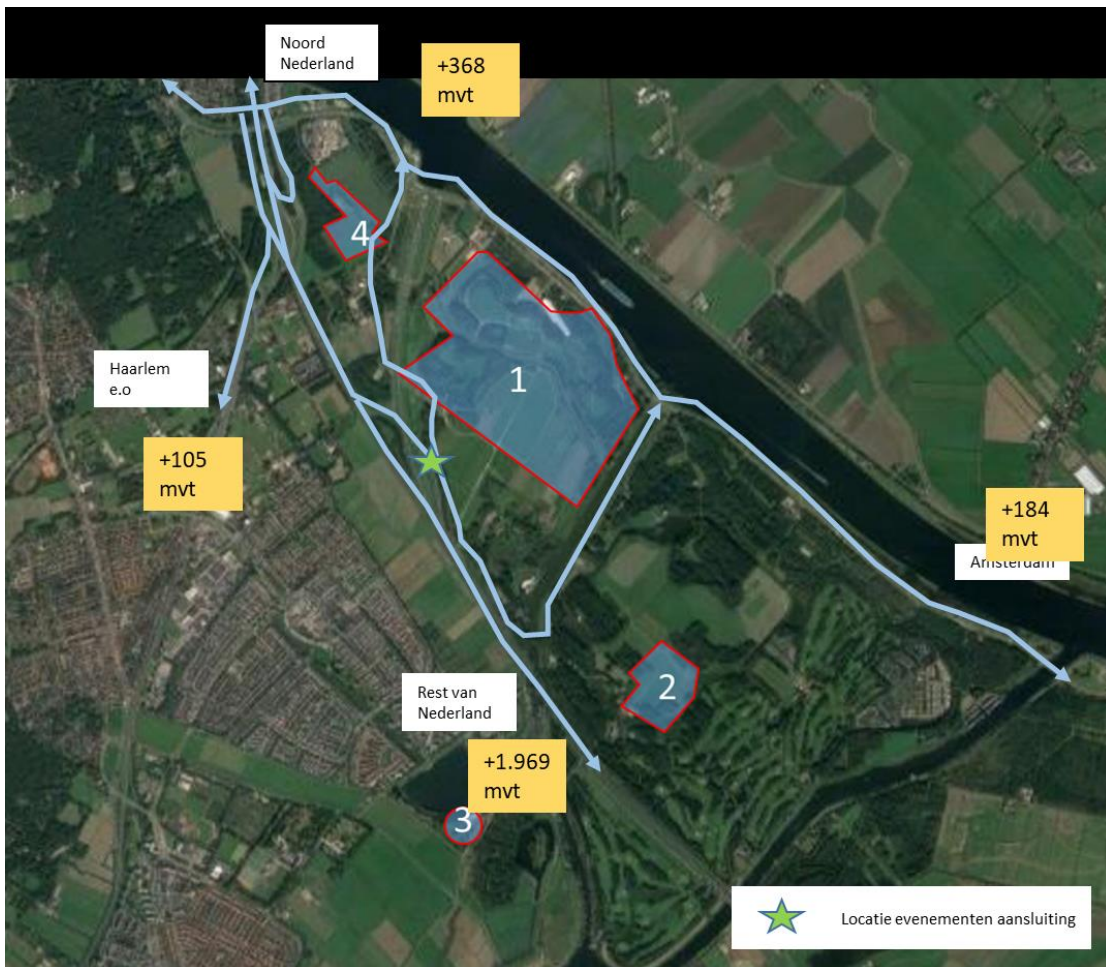 Noord
Nederland
+368
mvt
4
1
Haarlem
e.o
+105
mvt
+184
mvt
Amsterdam
2
Rest van
Nederland
+1.969
mvt
3
Locatie evenementen aansluiting